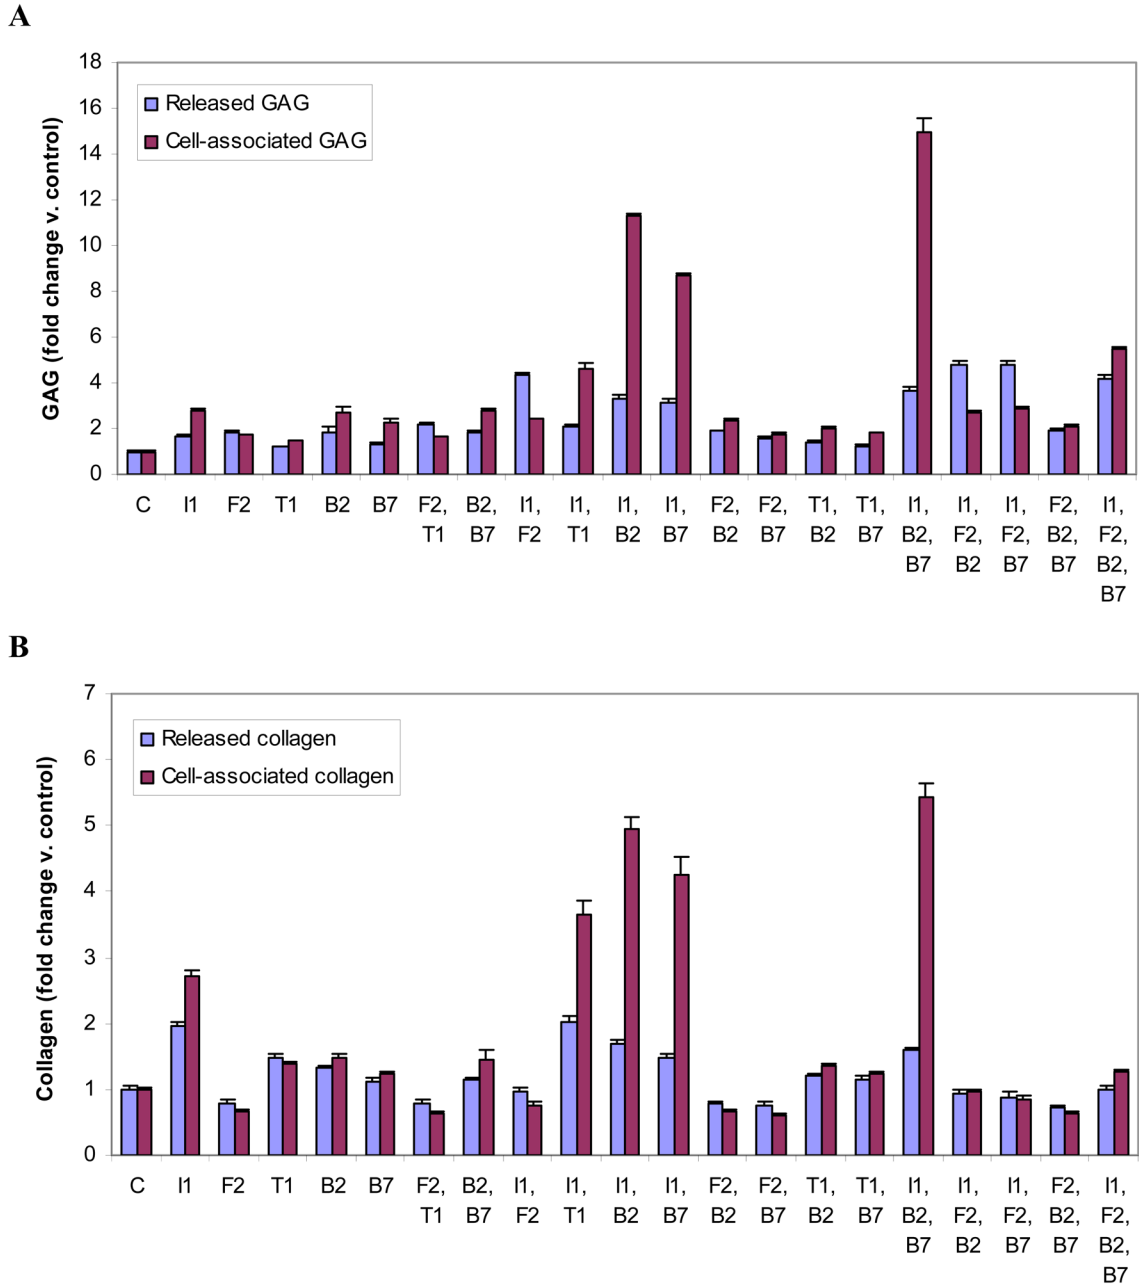 A
18
16
14
12
10
8
6
4
2
0
GAG (fold change v. control)
Released GAG
Cell-associated GAG
C I1 F2 T1 B2 B7 F2, B2, I1, I1, I1, I1, F2, F2, T1, T1, I1, I1, I1, F2, I1,
T1 B7 F2 T1 B2 B7 B2 B7 B2 B7 B2, F2, F2, B2, F2,
B7 B2 B7 B7 B2,
B7
B
7
6
5
4
3
2
1
0
Collagen (fold change v. control)
Released collagen
Cell-associated collagen
C I1 F2 T1 B2 B7 F2, B2, I1, I1, I1, I1, F2, F2, T1, T1, I1, I1, I1, F2, I1,
T1 B7 F2 T1 B2 B7 B2 B7 B2 B7 B2, F2, F2, B2, F2,
B7 B2 B7 B7 B2,
B7